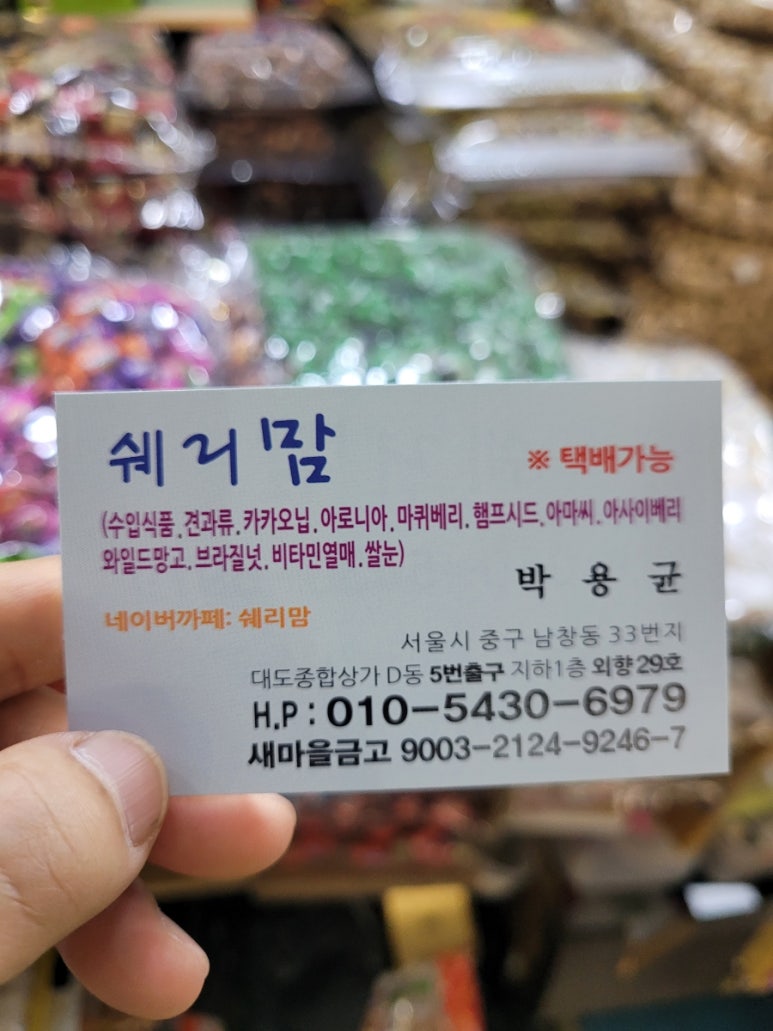 쉐리맘
※ 택배가능
(수입식품.견과류.카카오닙.아로니아.마퀴베리.햄프시드.아마씨.아사이베리
와일드망고.브라질넛.비타민열매.쌀눈)
박 용 균
네이버까페: 쉐리맘
서울시 중구 남창동 33번지
대도종합상가 D동 5번출구 지하1층 외향 29호
H.P : 010-5430-6979
새마을금고 9003-2124-9246-7